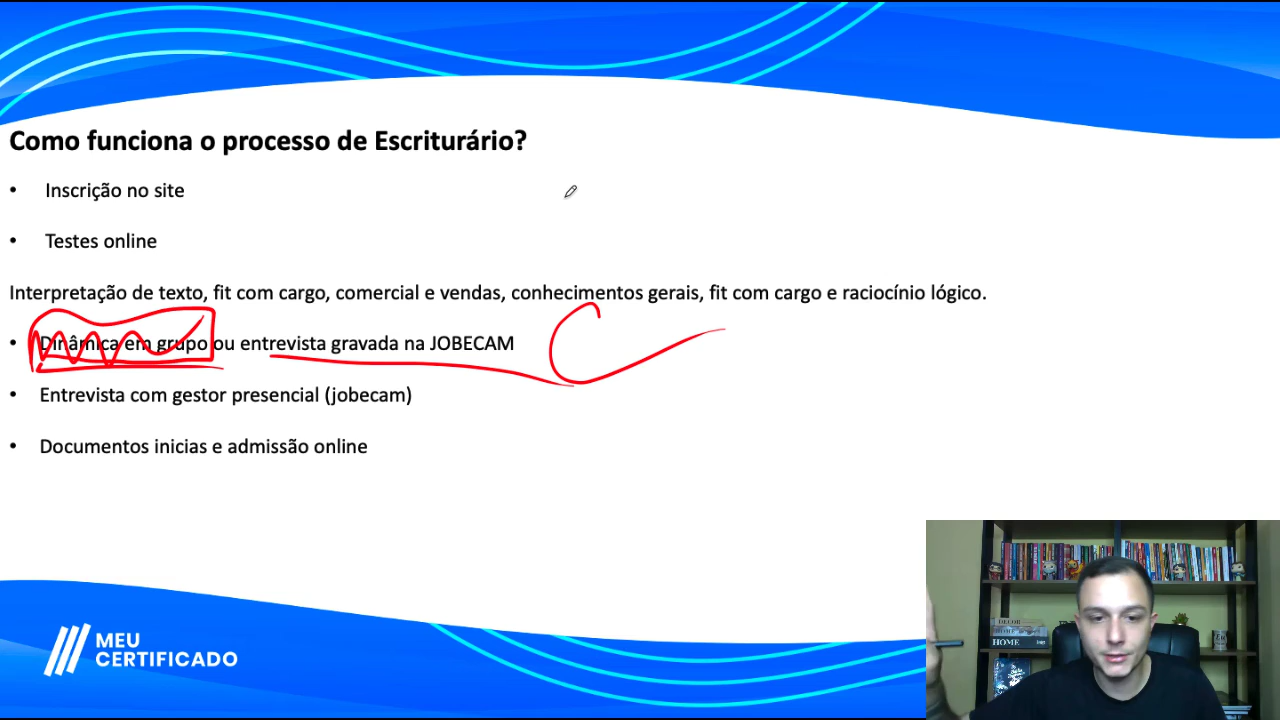 Como funciona o processo de Escriturário?
• Inscrição no site
• Testes online
Interpretação de texto, fit com cargo, comercial e vendas, conhecimentos gerais, fit com cargo e raciocínio lógico.
• Dinâmica em grupo ou entrevista gravada na JOBECAM
• Entrevista com gestor presencial (jobecam)
• Documentos inicias e admissão online
MEU
CERTIFICADO
HOME